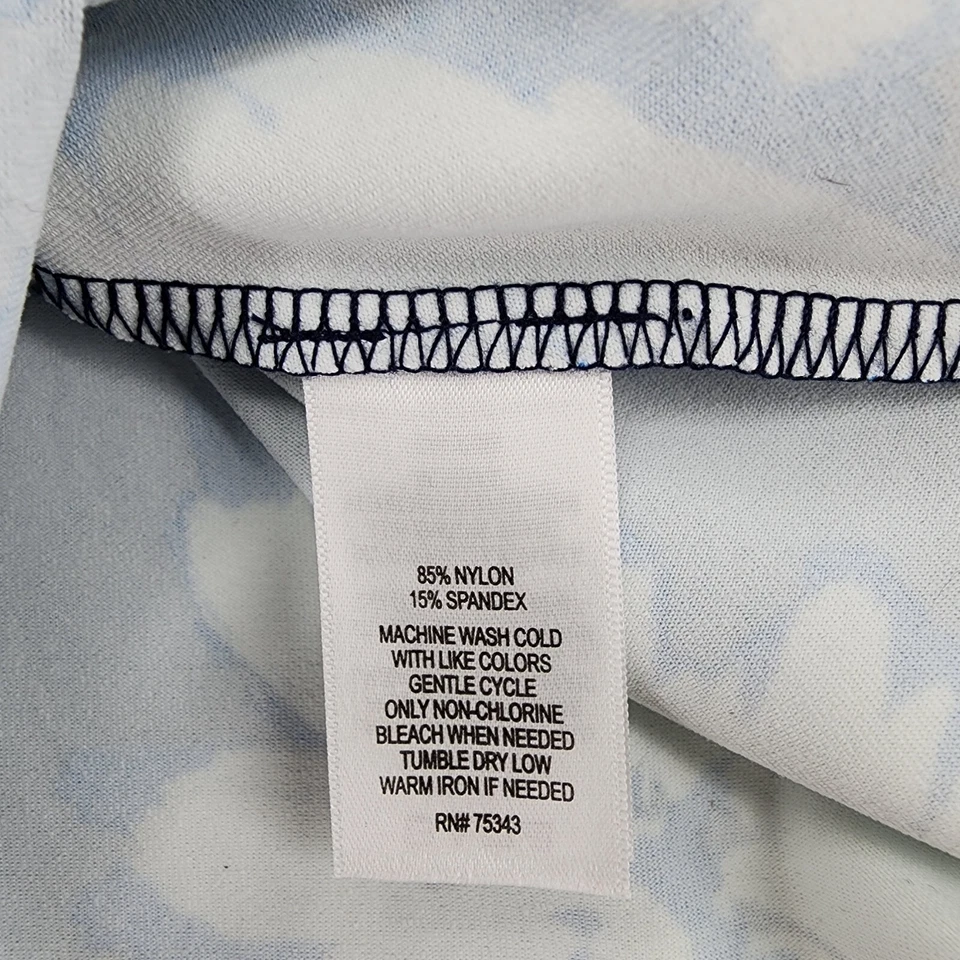 85% NYLON
15% SPANDEX
MACHINE WASH COLD
WITH LIKE COLORS
GENTLE CYCLE
ONLY NON-CHLORINE
BLEACH WHEN NEEDED
TUMBLE DRY LOW
WARM IRON IF NEEDED
RN# 75343